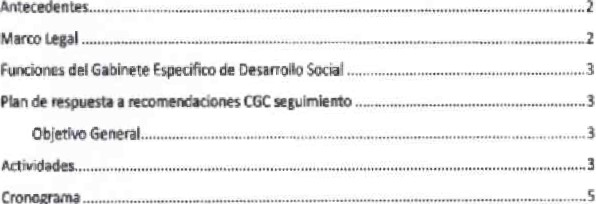 Antecedentes........2
Marco Legal........2
Funciones del Gabinete Específico de Desarrollo Social........3
Plan de respuesta a recomendaciones CGC seguimiento........3
Objetivo General........3
Actividades........3
Cronograma........5